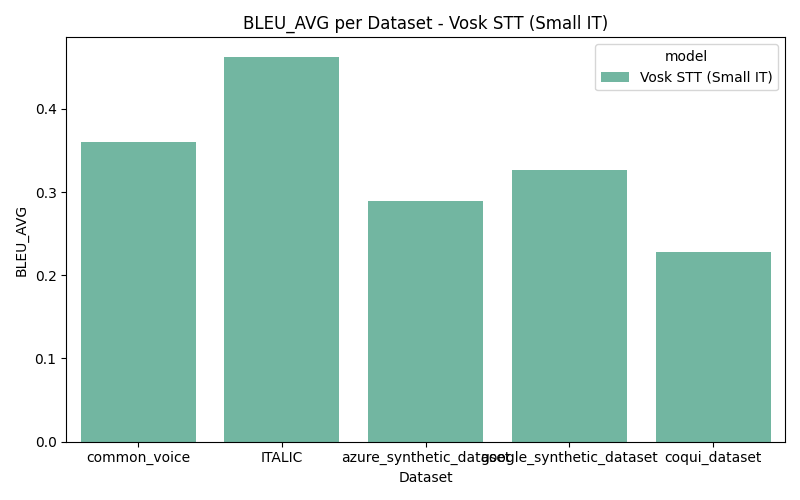 BLEU_AVG per Dataset - Vosk STT (Small IT)
model
Vosk STT (Small IT)
BLEU_AVG
0.4
0.3
0.2
0.1
0.0
common_voice
ITALIC
azure_synthetic_dataset
google_synthetic_dataset
coqui_dataset
Dataset